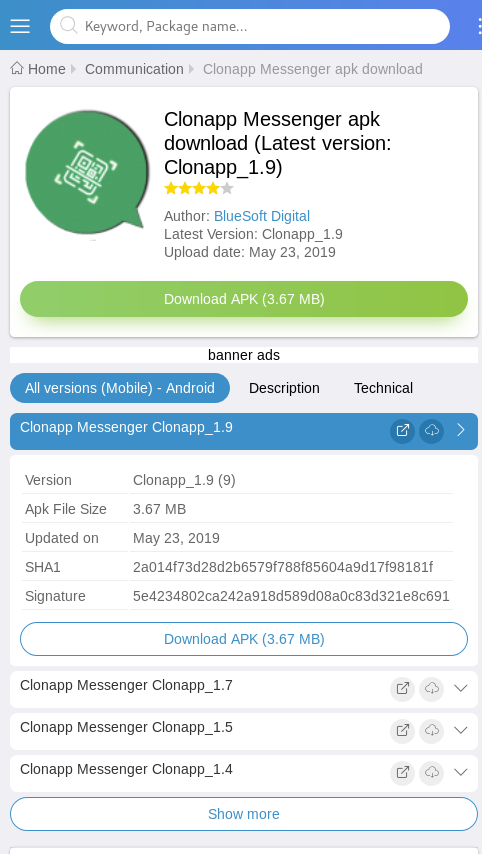 Keyword, Package name...
Home Communication Clonapp Messenger apk download
Clonapp Messenger apk
download (Latest version:
Clonapp_1.9)
Author: BlueSoft Digital
Latest Version: Clonapp_1.9
Upload date: May 23, 2019
Download APK (3.67 MB)
banner ads
All versions (Mobile) - Android Description Technical
Clonapp Messenger Clonapp_1.9
Version Clonapp_1.9 (9)
Apk File Size 3.67 MB
Updated on May 23, 2019
SHA1 2a014f73d28d2b6579f788f85604a9d17f98181f
Signature 5e4234802ca242a918d589d08a0c83d321e8c691
Download APK (3.67 MB)
Clonapp Messenger Clonapp_1.7
Clonapp Messenger Clonapp_1.5
Clonapp Messenger Clonapp_1.4
Show more